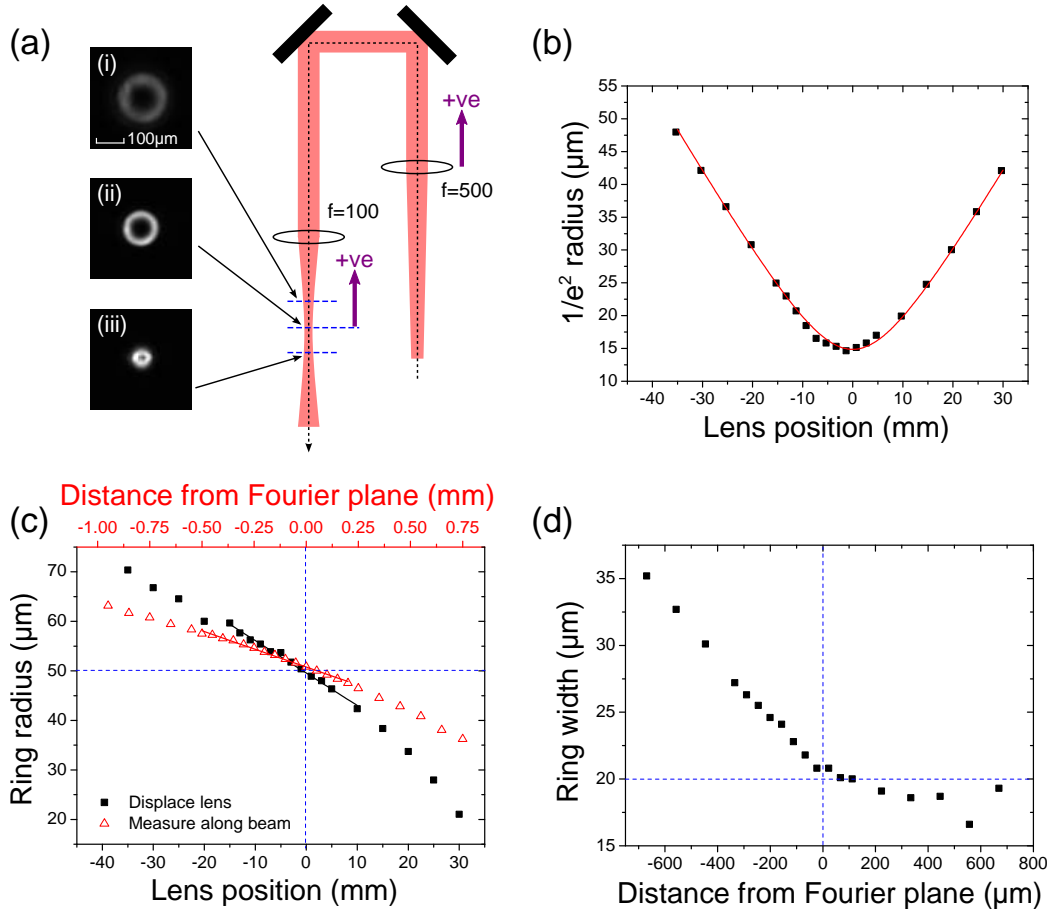 (a)
(i)
100µm
(ii)
(iii)
+ve
f=500
f=100
+ve
(b)
1/e² radius (µm)
55
50
45
40
35
30
25
20
15
10
-40 -30 -20 -10 0 10 20 30
Lens position (mm)
(c)
Distance from Fourier plane (mm)
-1.00 -0.75 -0.50 -0.25 0.00 0.25 0.50 0.75
Ring radius (µm)
70
60
50
40
30
20
Displace lens
Measure along beam
-40 -30 -20 -10 0 10 20 30
Lens position (mm)
(d)
Ring width (µm)
35
30
25
20
15
-600 -400 -200 0 200 400 600 800
Distance from Fourier plane (µm)